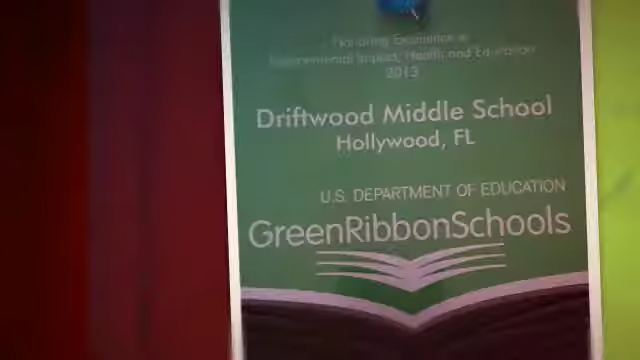 Honoring Excellence in
Environmental Impact, Health and Education
2013
Driftwood Middle School
Hollywood, FL
U.S. DEPARTMENT OF EDUCATION
GreenRibbonSchools